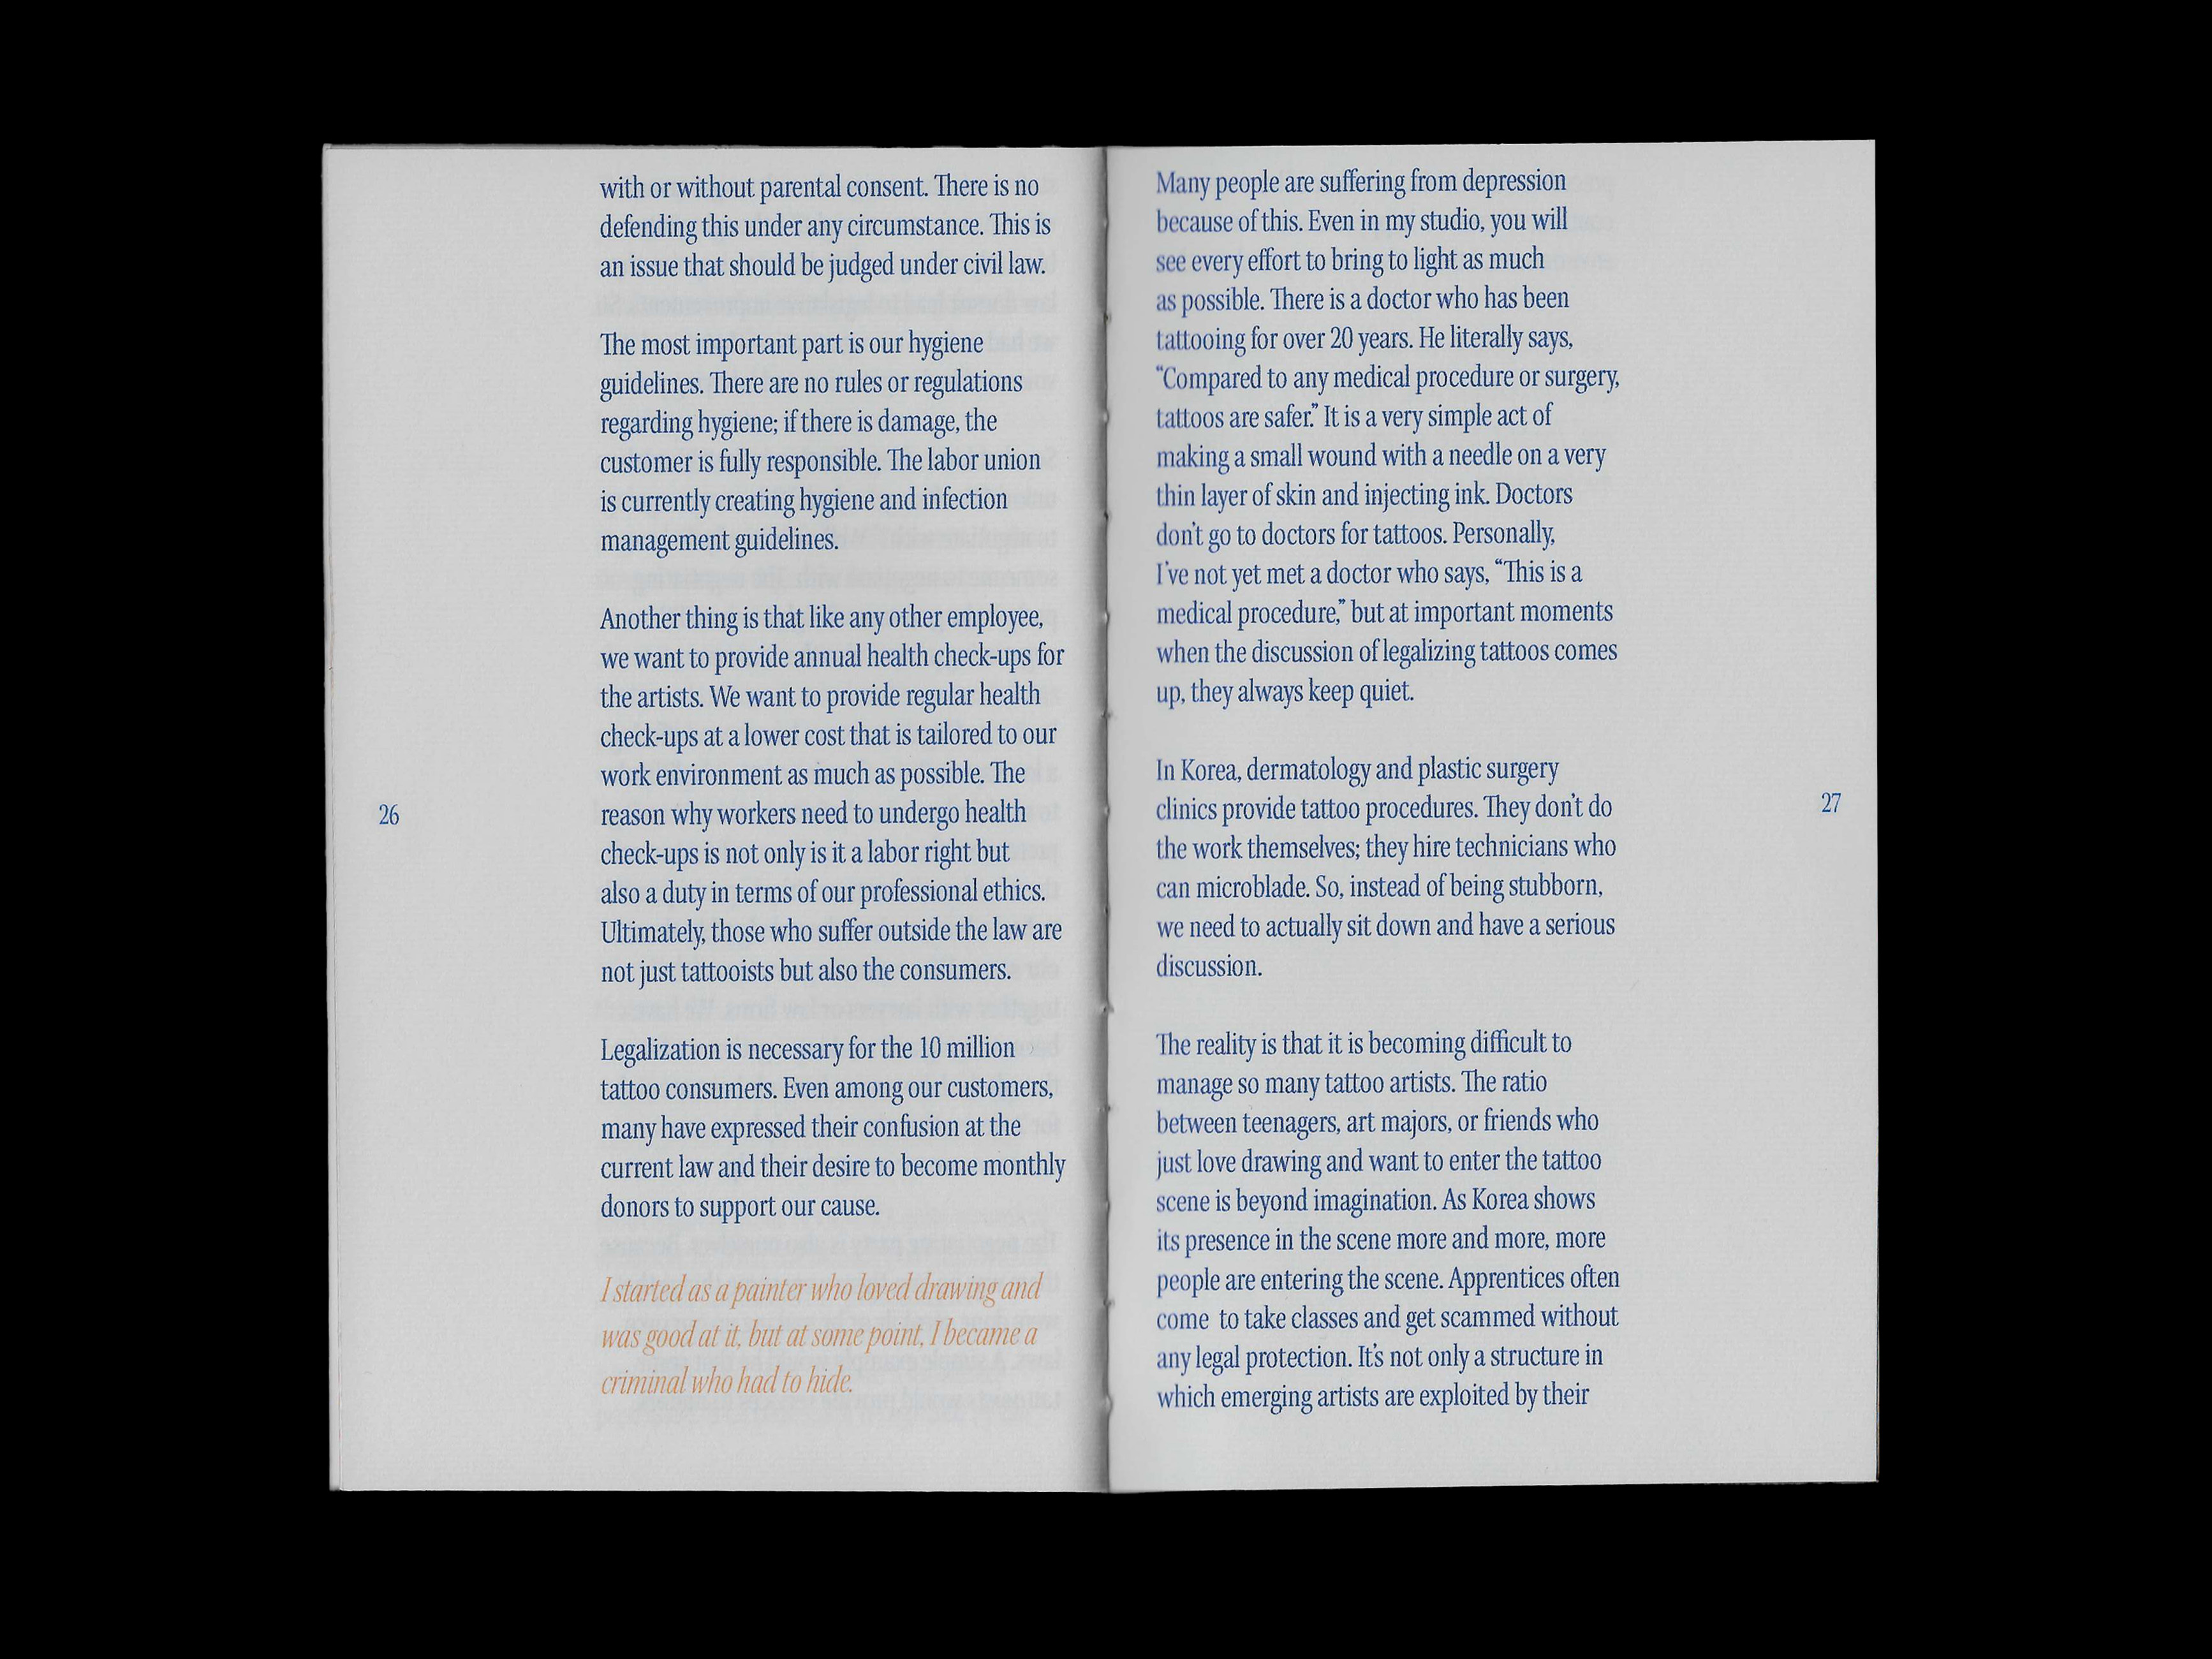 with or without parental consent. There is no
defending this under any circumstance. This is
an issue that should be judged under civil law.
The most important part is our hygiene
guidelines. There are no rules or regulations
regarding hygiene; if there is damage, the
customer is fully responsible. The labor union
is currently creating hygiene and infection
management guidelines.
Another thing is that like any other employee,
we want to provide annual health check-ups for
the artists. We want to provide regular health
check-ups at a lower cost that is tailored to our
work environment as much as possible. The
reason why workers need to undergo health
check-ups is not only is it a labor right but
also a duty in terms of our professional ethics.
Ultimately, those who suffer outside the law are
not just tattooists but also the consumers.
Legalization is necessary for the 10 million
tattoo consumers. Even among our customers,
many have expressed their confusion at the
current law and their desire to become monthly
donors to support our cause.
I started as a painter who loved drawing and
was good at it, but at some point, I became a
criminal who had to hide.
26
Many people are suffering from depression
because of this. Even in my studio, you will
see every effort to bring to light as much
as possible. There is a doctor who has been
tattooing for over 20 years. He literally says,
“Compared to any medical procedure or surgery,
tattoos are safer.” It is a very simple act of
making a small wound with a needle on a very
thin layer of skin and injecting ink. Doctors
don’t go to doctors for tattoos. Personally,
I’ve not yet met a doctor who says, “This is a
medical procedure,” but at important moments
when the discussion of legalizing tattoos comes
up, they always keep quiet.
In Korea, dermatology and plastic surgery
clinics provide tattoo procedures. They don’t do
the work themselves; they hire technicians who
can microblade. So, instead of being stubborn,
we need to actually sit down and have a serious
discussion.
The reality is that it is becoming difficult to
manage so many tattoo artists. The ratio
between teenagers, art majors, or friends who
just love drawing and want to enter the tattoo
scene is beyond imagination. As Korea shows
its presence in the scene more and more, more
people are entering the scene. Apprentices often
come to take classes and get scammed without
any legal protection. It’s not only a structure in
which emerging artists are exploited by their
27